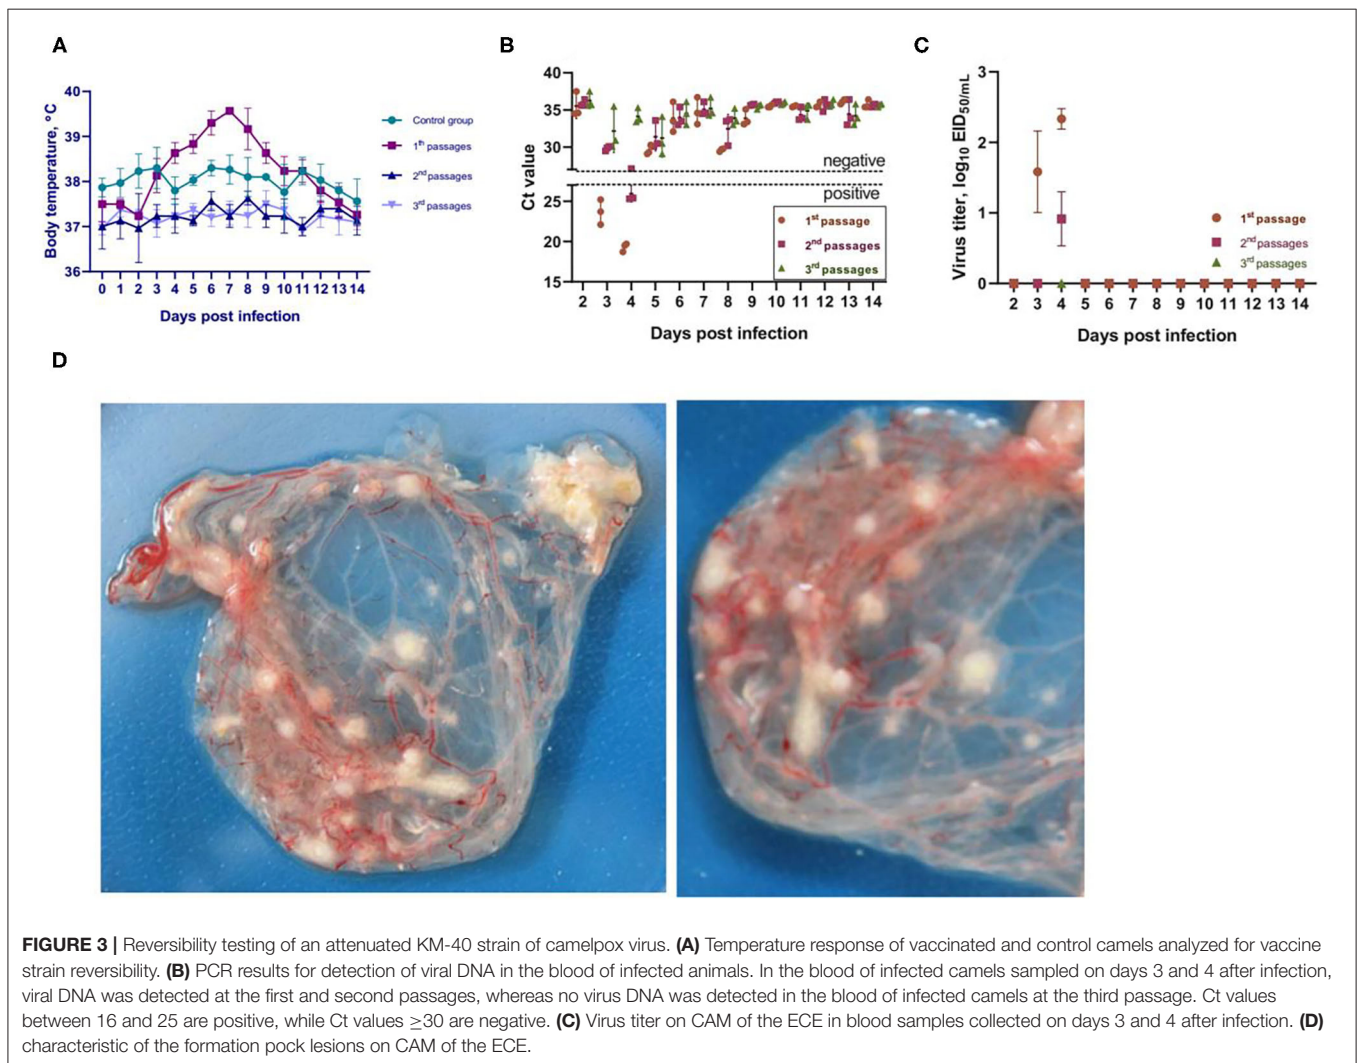 A
Body temperature, °C
40
39
38
37
36
0 1 2 3 4 5 6 7 8 9 10 11 12 13 14
Days post infection
Control group
1th passages
2nd passages
3rd passages
B
Ct value
40
35
30
25
20
15
negative
positive
1st passage
2nd passages
3rd passages
2 3 4 5 6 7 8 9 10 11 12 13 14
Days post infection
C
Virus titer, log10 EID50/mL
3
2
1
0
1st passage
2nd passages
3rd passages
2 3 4 5 6 7 8 9 10 11 12 13 14
Days post infection
D
FIGURE 3 | Reversibility testing of an attenuated KM-40 strain of camelpox virus. (A) Temperature response of vaccinated and control camels analyzed for vaccine
strain reversibility. (B) PCR results for detection of viral DNA in the blood of infected animals. In the blood of infected camels sampled on days 3 and 4 after infection,
viral DNA was detected at the first and second passages, whereas no virus DNA was detected in the blood of infected camels at the third passage. Ct values
between 16 and 25 are positive, while Ct values ≥30 are negative. (C) Virus titer on CAM of the ECE in blood samples collected on days 3 and 4 after infection. (D)
characteristic of the formation pock lesions on CAM of the ECE.